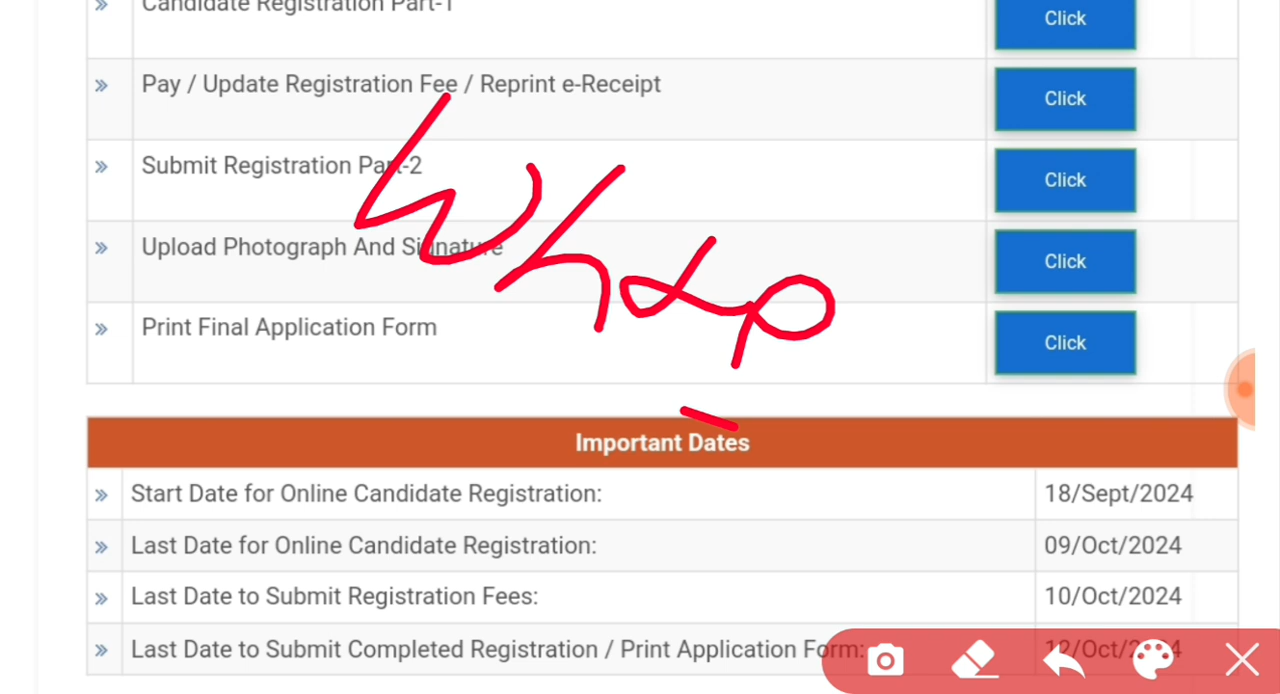 Candidate Registration Part-1 Click
Pay / Update Registration Fee / Reprint e-Receipt Click
Submit Registration Part-2 Click
Upload Photograph And Signature Click
Print Final Application Form Click
Important Dates
Start Date for Online Candidate Registration: 18/Sept/2024
Last Date for Online Candidate Registration: 09/Oct/2024
Last Date to Submit Registration Fees: 10/Oct/2024
Last Date to Submit Completed Registration / Print Application Form: 12/Oct/2024